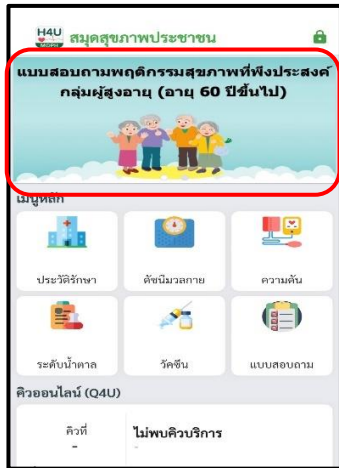 H4U
MOPH
สมุดสุขภาพประชาชน
แบบสอบถามพฤติกรรมสุขภาพที่พึงประสงค์
กลุ่มผู้สูงอายุ (อายุ 60 ปีขึ้นไป)
เมนูหลัก
ประวัติรักษา
ดัชนีมวลกาย
ความดัน
ระดับน้ำตาล
วัคซีน
แบบสอบถาม
คิวออนไลน์ (Q4U)
คิวที่
ไม่พบคิวบริการ
-
-